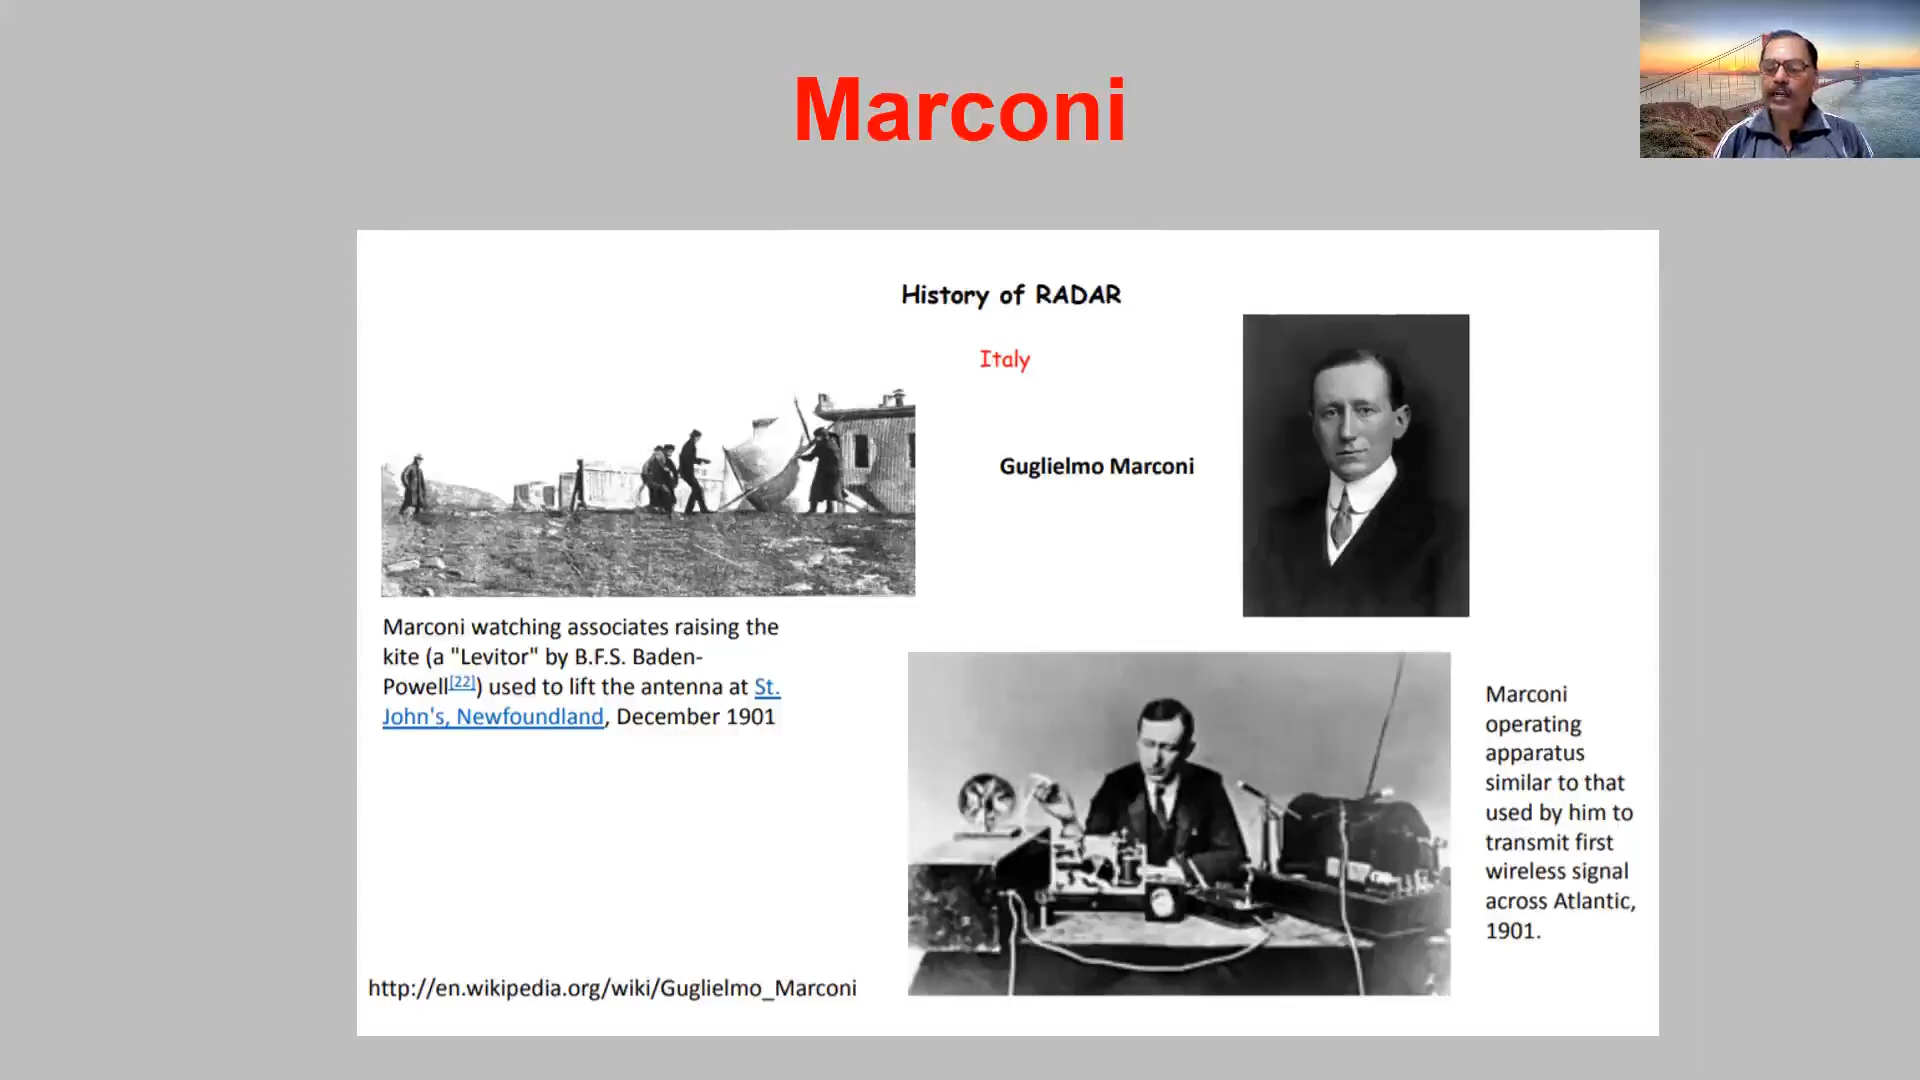 Marconi
History of RADAR
Italy
Guglielmo Marconi
Marconi watching associates raising the
kite (a "Levitor" by B.F.S. Baden-
Powell[22]) used to lift the antenna at St.
John's, Newfoundland, December 1901
Marconi
operating
apparatus
similar to that
used by him to
transmit first
wireless signal
across Atlantic,
1901.
http://en.wikipedia.org/wiki/Guglielmo_Marconi